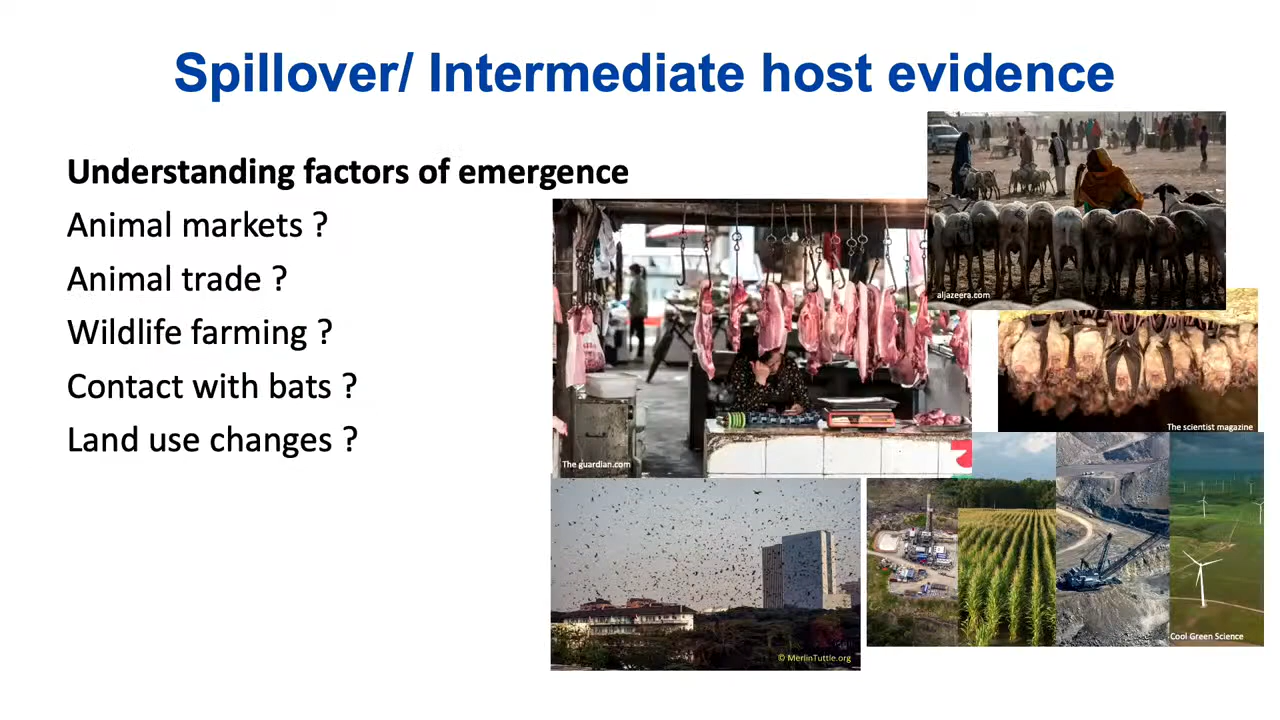 Spillover/ Intermediate host evidence
Understanding factors of emergence
Animal markets ?
Animal trade ?
Wildlife farming ?
Contact with bats ?
Land use changes ?
aljazeera.com
The guardian.com
The scientist magazine
© MerlinTuttle.org
Cool Green Science